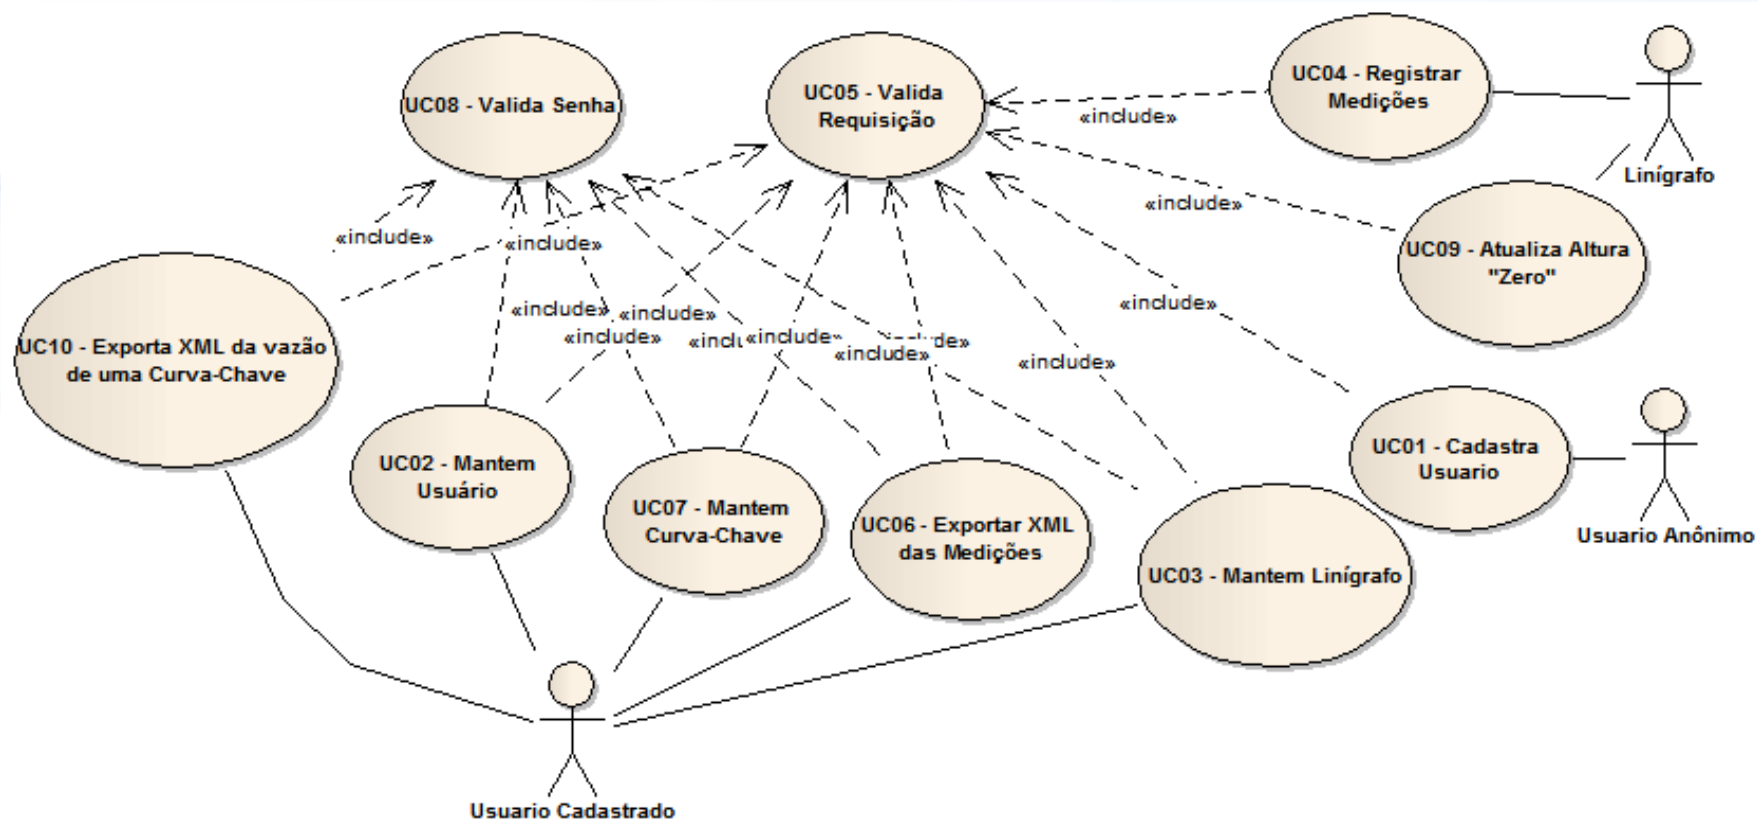 UC08 - Valida Senha
UC05 - Valida
Requisição
UC04 - Registrar
Medições
«include»
Linígrafo
«include»
UC09 - Atualiza Altura
"Zero"
«include»
«include»
«include»
«include»
«include»
«include»
«include»
«include»
«include»
UC10 - Exporta XML da vazão
de uma Curva-Chave
UC02 - Mantem
Usuário
UC07 - Mantem
Curva-Chave
UC06 - Exportar XML
das Medições
UC03 - Mantem Linígrafo
UC01 - Cadastra
Usuario
Usuario Anônimo
Usuario Cadastrado